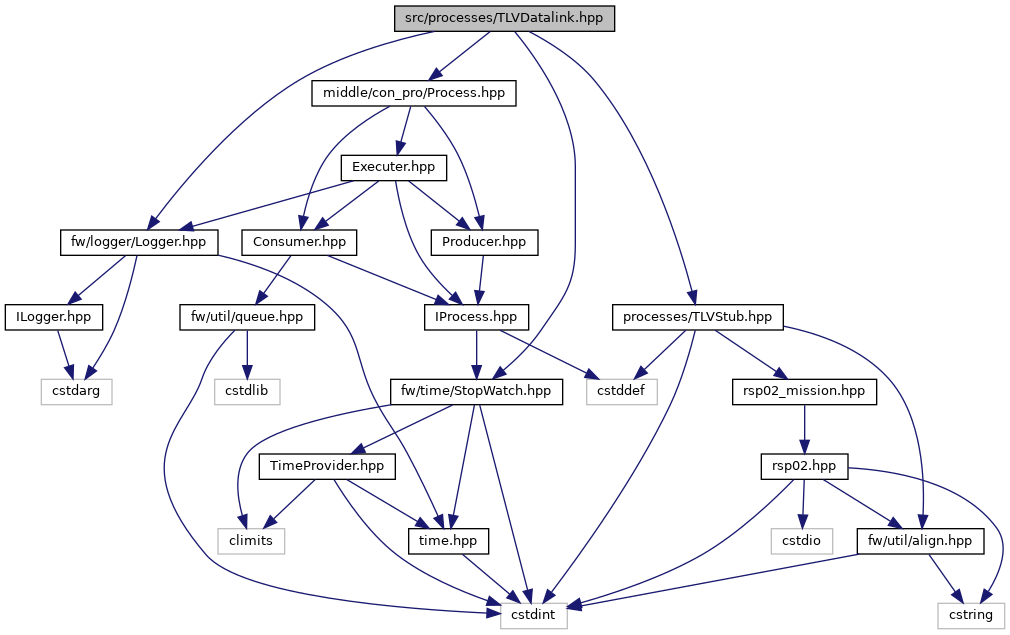 src/processes/TLVDatalink.hpp
middle/con_pro/Process.hpp
Executer.hpp
fw/logger/Logger.hpp
Consumer.hpp
Producer.hpp
ILogger.hpp
fw/util/queue.hpp
IProcess.hpp
processes/TLVStub.hpp
cstdarg
cstdlib
fw/time/StopWatch.hpp
cstddef
rsp02_mission.hpp
TimeProvider.hpp
rsp02.hpp
climits
time.hpp
cstdio
fw/util/align.hpp
cstdint
cstring